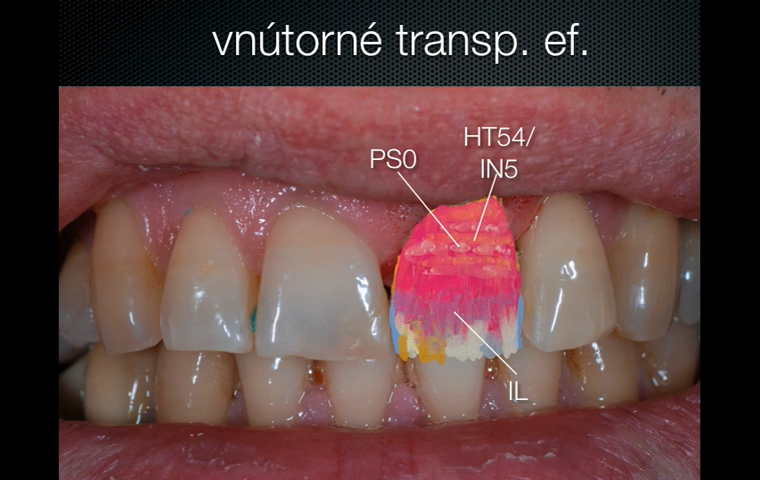 vnútorné transp. ef.
HT54/
IN5
PS0
IL